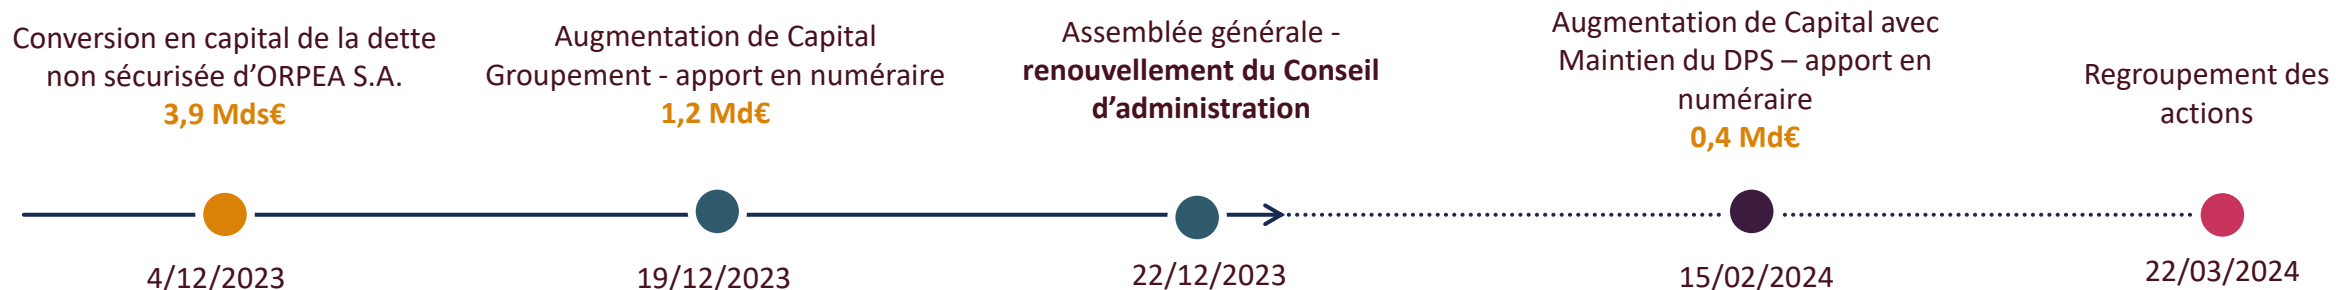 Conversion en capital de la dette
non sécurisée d'ORPEA S.A.
3,9 Mds€
4/12/2023
Augmentation de Capital
Groupement - apport en numéraire
1,2 Md€
19/12/2023
Assemblée générale -
renouvellement du Conseil
d'administration
22/12/2023
Augmentation de Capital avec
Maintien du DPS – apport en
numéraire
0,4 Md€
15/02/2024
Regroupement des
actions
22/03/2024